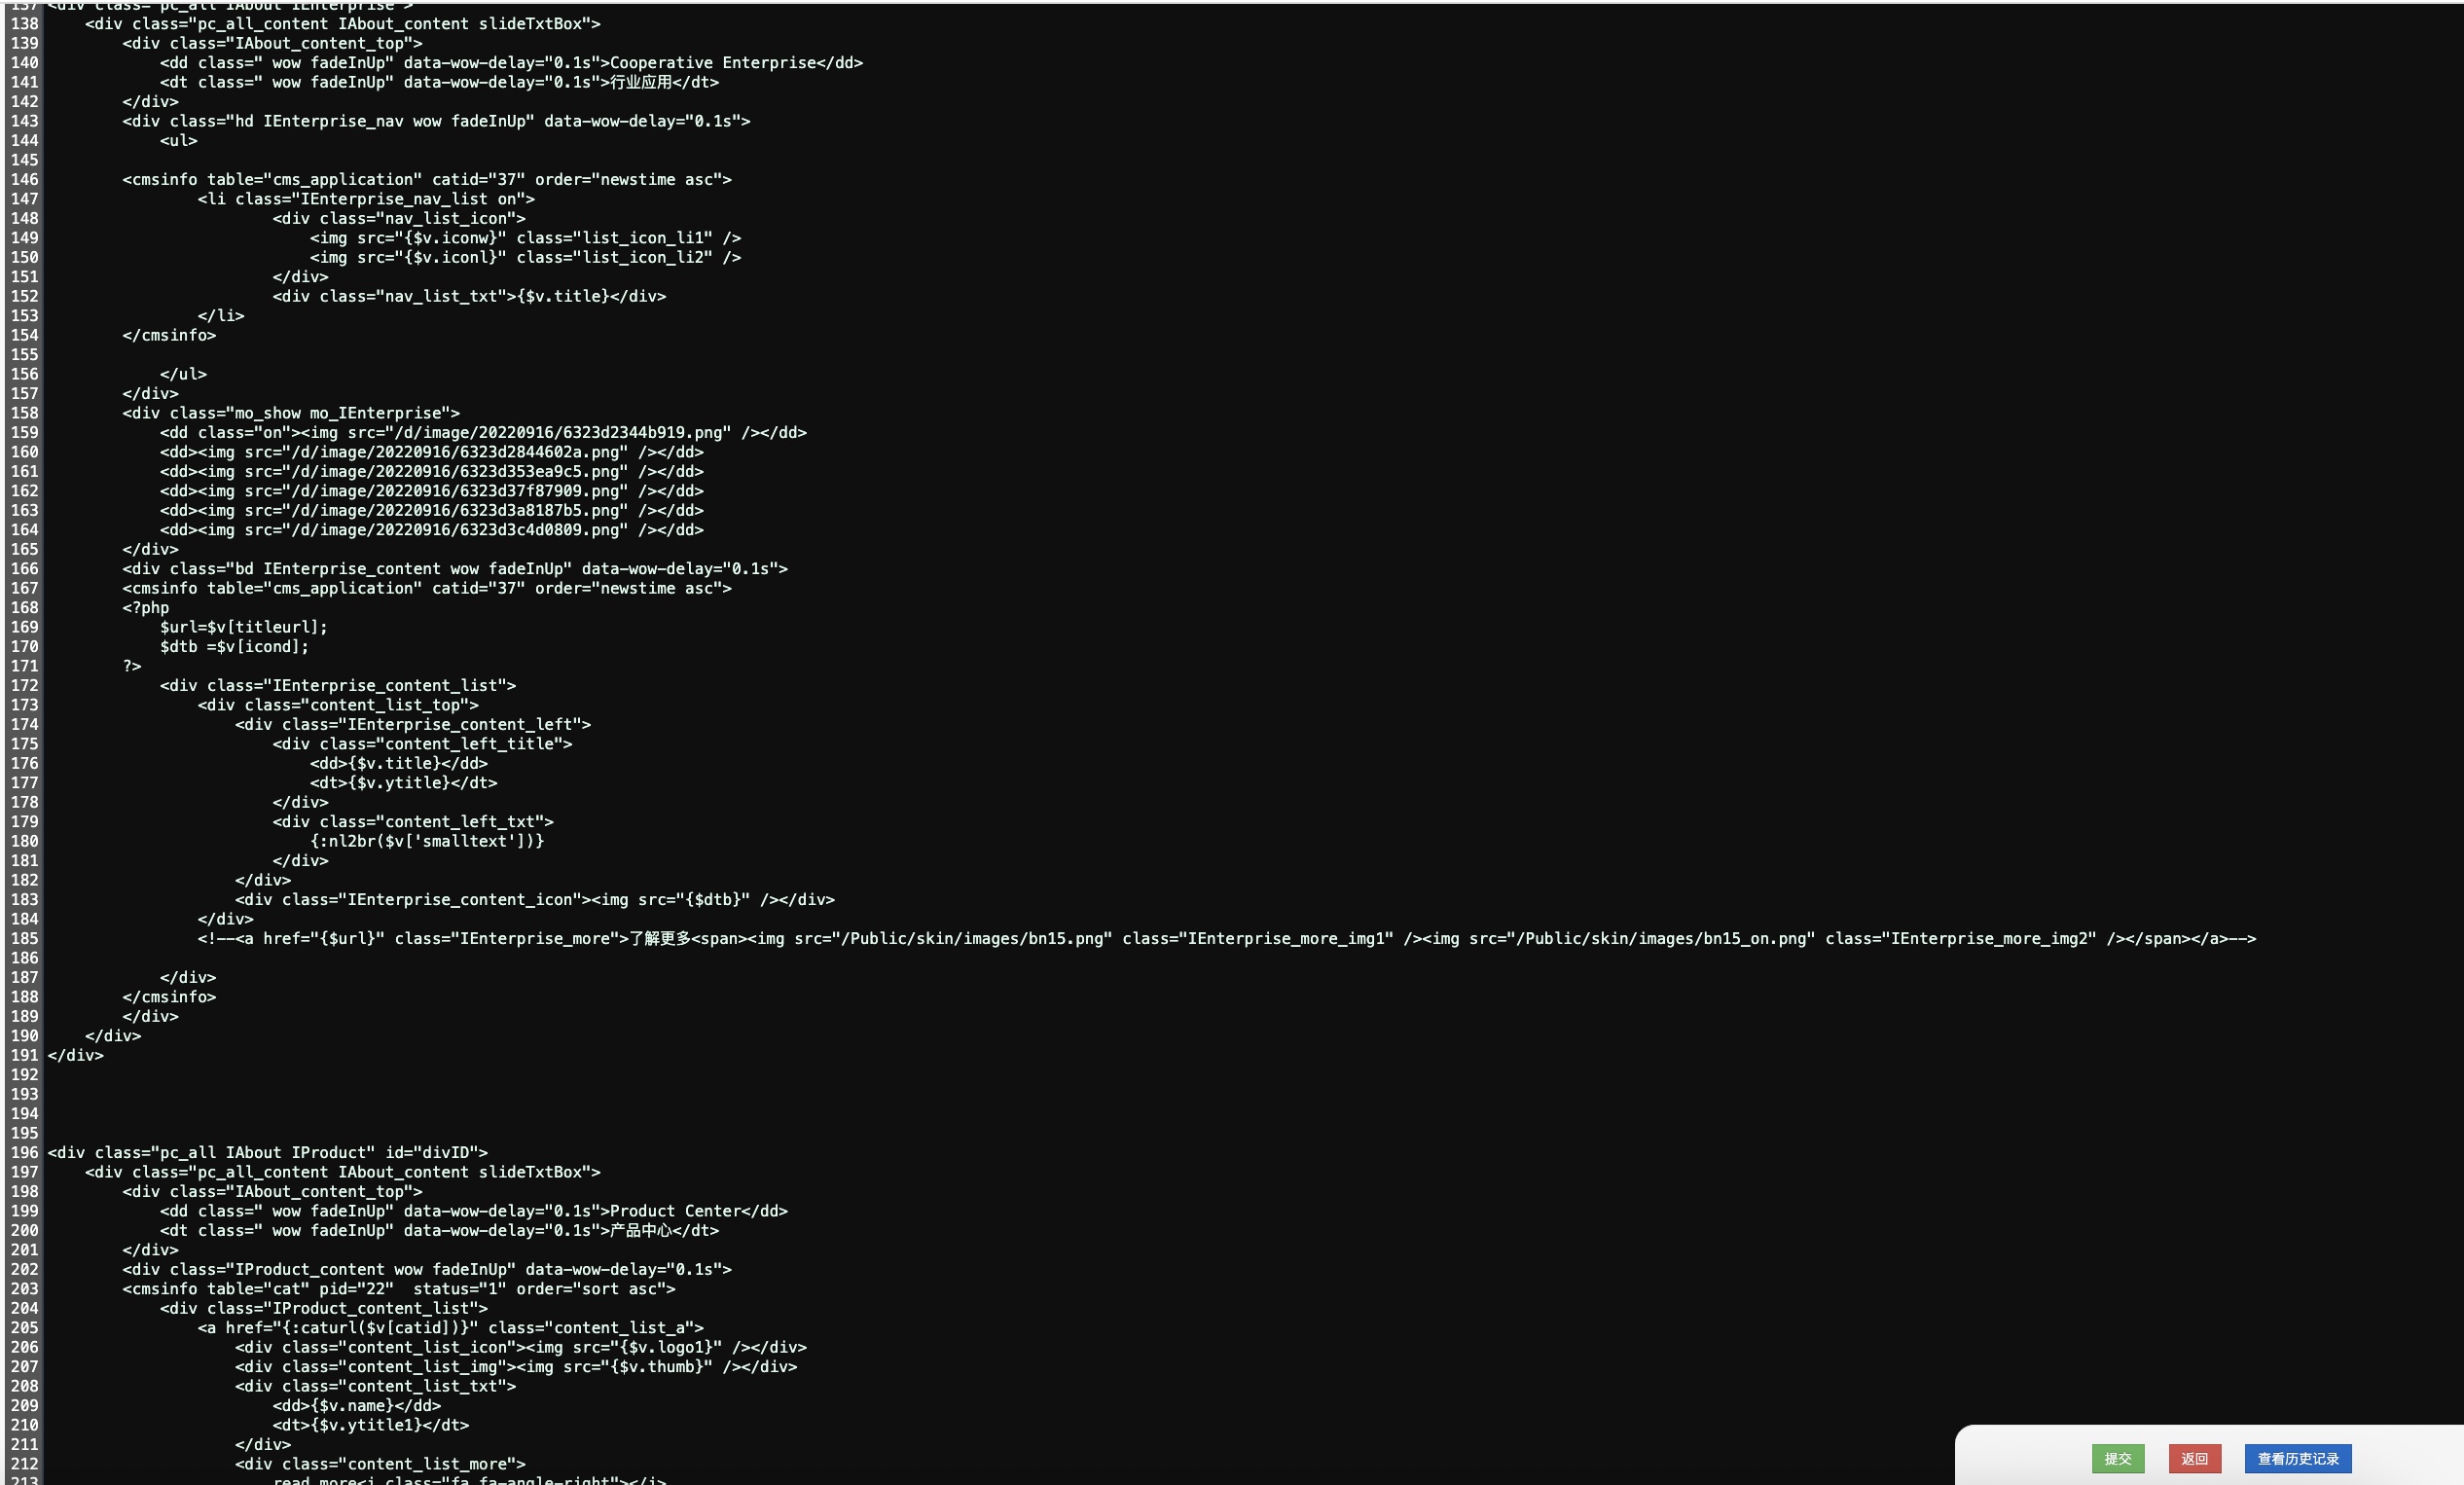 137 <div class="pc_all IAbout IEnterprise">
138     <div class="pc_all_content IAbout_content slideTxtBox">
139         <div class="IAbout_content_top">
140             <dd class=" wow fadeInUp" data-wow-delay="0.1s">Cooperative Enterprise</dd>
141             <dt class=" wow fadeInUp" data-wow-delay="0.1s">行业应用</dt>
142         </div>
143         <div class="hd IEnterprise_nav wow fadeInUp" data-wow-delay="0.1s">
144             <ul>
145
146         <cmsinfo table="cms_application" catid="37" order="newstime asc">
147                 <li class="IEnterprise_nav_list on">
148                         <div class="nav_list_icon">
149                             <img src="{$v.iconw}" class="list_icon_li1" />
150                             <img src="{$v.iconl}" class="list_icon_li2" />
151                         </div>
152                         <div class="nav_list_txt">{$v.title}</div>
153                 </li>
154         </cmsinfo>
155
156             </ul>
157         </div>
158         <div class="mo_show mo_IEnterprise">
159             <dd class="on"><img src="/d/image/20220916/6323d2344b919.png" /></dd>
160             <dd><img src="/d/image/20220916/6323d2844602a.png" /></dd>
161             <dd><img src="/d/image/20220916/6323d353ea9c5.png" /></dd>
162             <dd><img src="/d/image/20220916/6323d37f87909.png" /></dd>
163             <dd><img src="/d/image/20220916/6323d3a8187b5.png" /></dd>
164             <dd><img src="/d/image/20220916/6323d3c4d0809.png" /></dd>
165         </div>
166         <div class="bd IEnterprise_content wow fadeInUp" data-wow-delay="0.1s">
167         <cmsinfo table="cms_application" catid="37" order="newstime asc">
168         <?php
169             $url=$v[titleurl];
170             $dtb =$v[icond];
171         ?>
172             <div class="IEnterprise_content_list">
173                 <div class="content_list_top">
174                     <div class="IEnterprise_content_left">
175                         <div class="content_left_title">
176                             <dd>{$v.title}</dd>
177                             <dt>{$v.ytitle}</dt>
178                         </div>
179                         <div class="content_left_txt">
180                             {:nl2br($v['smalltext'])}
181                         </div>
182                     </div>
183                     <div class="IEnterprise_content_icon"><img src="{$dtb}" /></div>
184                 </div>
185                 <!--<a href="{$url}" class="IEnterprise_more">了解更多<span><img src="/Public/skin/images/bn15.png" class="IEnterprise_more_img1" /><img src="/Public/skin/images/bn15_on.png" class="IEnterprise_more_img2" /></span></a>-->
186
187             </div>
188         </cmsinfo>
189         </div>
190     </div>
191 </div>
192
193
194
195
196 <div class="pc_all IAbout IProduct" id="divID">
197     <div class="pc_all_content IAbout_content slideTxtBox">
198         <div class="IAbout_content_top">
199             <dd class=" wow fadeInUp" data-wow-delay="0.1s">Product Center</dd>
200             <dt class=" wow fadeInUp" data-wow-delay="0.1s">产品中心</dt>
201         </div>
202         <div class="IProduct_content wow fadeInUp" data-wow-delay="0.1s">
203         <cmsinfo table="cat" pid="22"  status="1" order="sort asc">
204             <div class="IProduct_content_list">
205                 <a href="{:caturl($v[catid])}" class="content_list_a">
206                     <div class="content_list_icon"><img src="{$v.logo1}" /></div>
207                     <div class="content_list_img"><img src="{$v.thumb}" /></div>
208                     <div class="content_list_txt">
209                         <dd>{$v.name}</dd>
210                         <dt>{$v.ytitle1}</dt>
211                     </div>
212                     <div class="content_list_more">
213                         read more<i class="fa fa-angle-right"></i>
提交 返回 查看历史记录